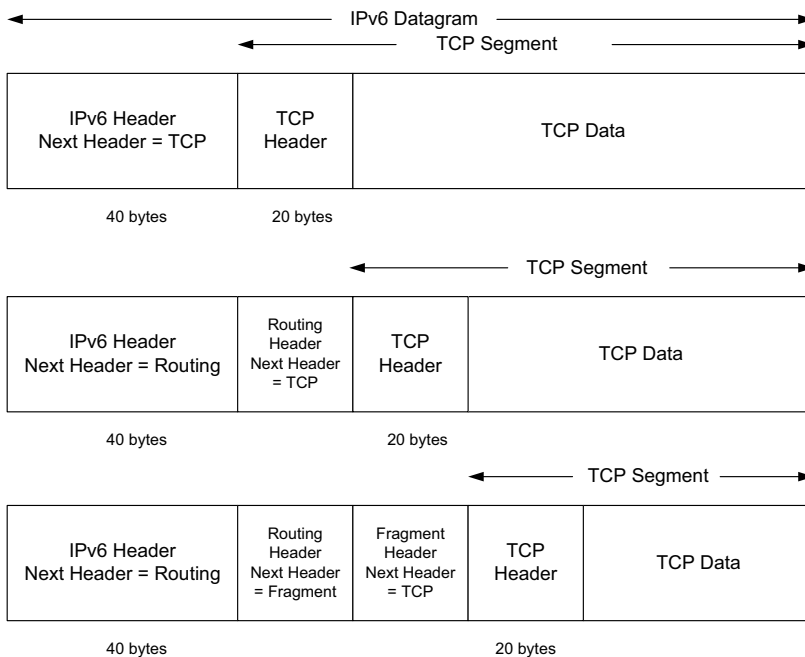 IPv6 Datagram
TCP Segment
IPv6 Header
Next Header = TCP
TCP
Header
TCP Data
40 bytes
20 bytes
TCP Segment
IPv6 Header
Next Header = Routing
Routing
Header
Next Header
= TCP
TCP
Header
TCP Data
40 bytes
20 bytes
TCP Segment
IPv6 Header
Next Header = Routing
Routing
Header
Next Header
= Fragment
Fragment
Header
Next Header
= TCP
TCP
Header
TCP Data
40 bytes
20 bytes